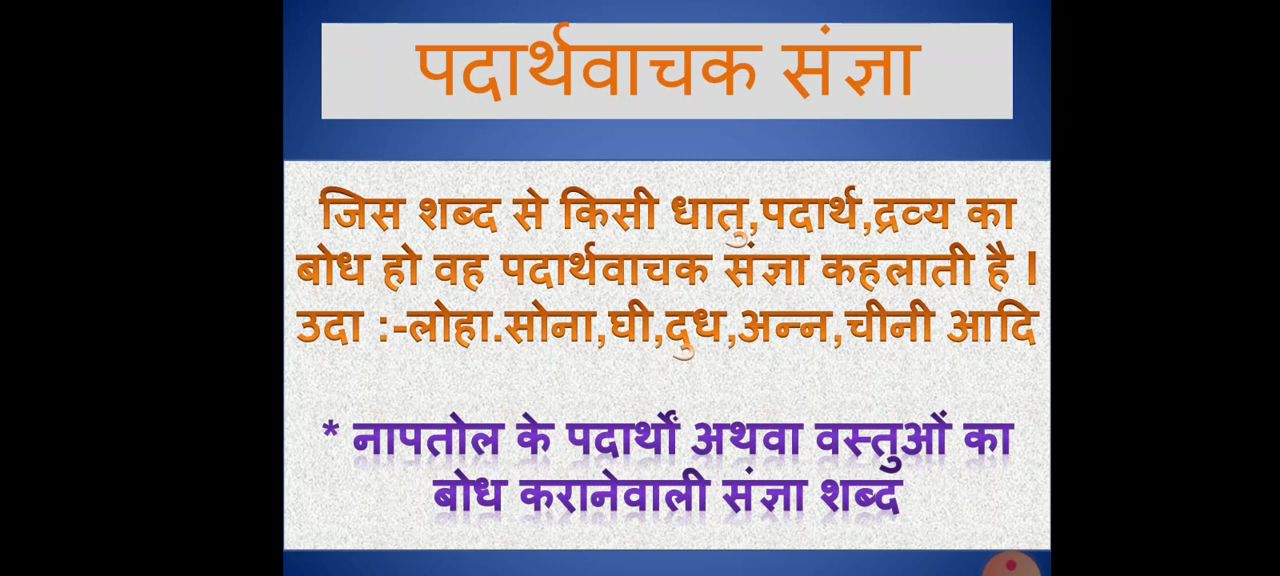 पदार्थवाचक संज्ञा
जिस शब्द से किसी धातु,पदार्थ,द्रव्य का
बोध हो वह पदार्थवाचक संज्ञा कहलाती है I
उदा :-लोहा.सोना,घी,दुध,अन्न,चीनी आदि
* नापतोल के पदार्थों अथवा वस्तुओं का
बोध करानेवाली संज्ञा शब्द